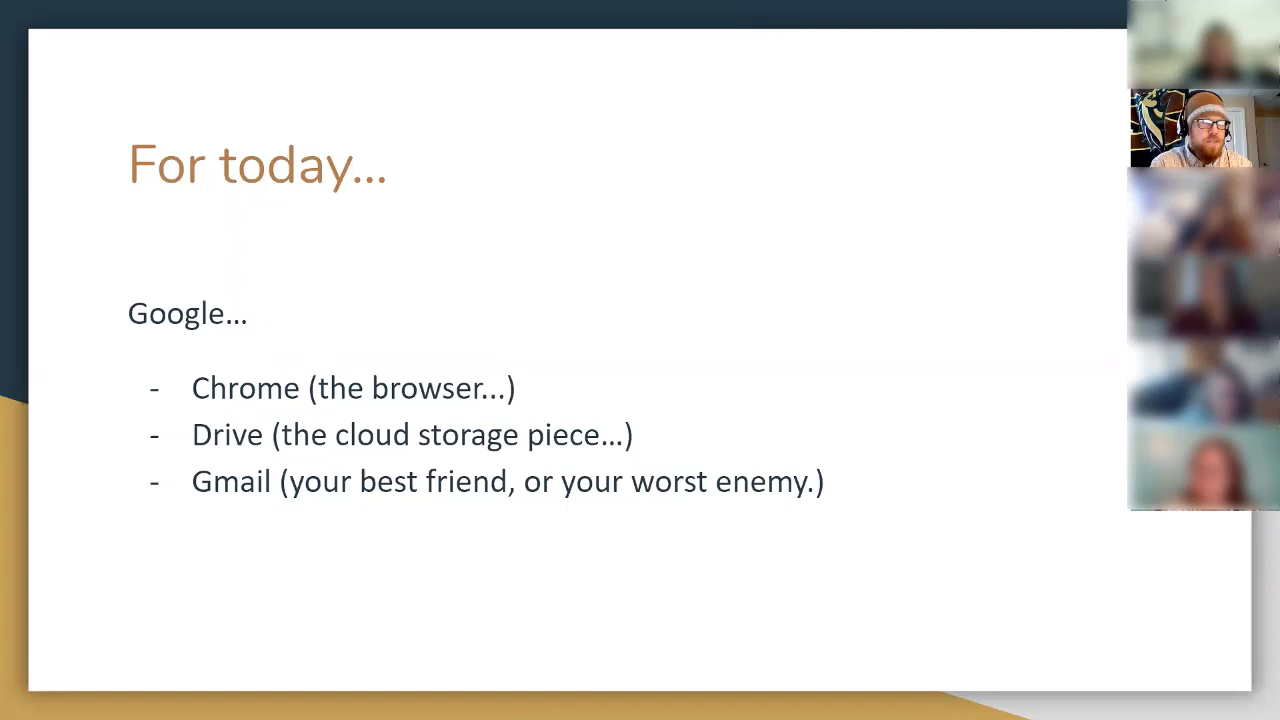 For today...
Google...
- Chrome (the browser...)
- Drive (the cloud storage piece...)
- Gmail (your best friend, or your worst enemy.)